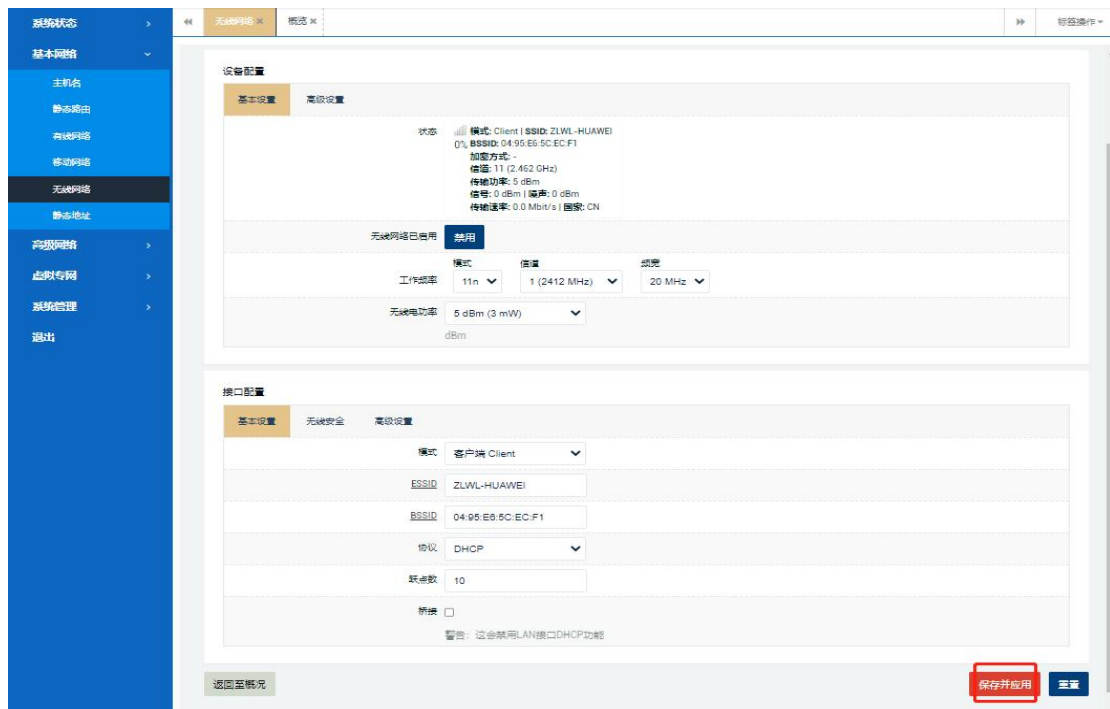 系统状态
基本网络
主机名
静态路由
有线网络
移动网络
无线网络
静态地址
高级网络
虚拟专网
系统管理
退出
无线网络 概览 标签操作
设备配置
基本设置 高级设置
状态 模式: Client | SSID: ZLWL-HUAWEI
0% BSSID: 04:95:E6:5C:EC:F1
加密方式: -
信道: 11 (2.462 GHz)
传输功率: 5 dBm
信号: 0 dBm | 噪声: 0 dBm
传输速率: 0.0 Mbit/s | 国家: CN
无线网络已启用 禁用
模式 信道 频宽
工作频率 11n 1 (2412 MHz) 20 MHz
无线电功率 5 dBm (3 mW)
dBm
接口配置
基本设置 无线安全 高级设置
模式 客户端 Client
ESSID ZLWL-HUAWEI
BSSID 04:95:E6:5C:EC:F1
协议 DHCP
跃点数 10
桥接
警告：这会禁用LAN接口DHCP功能
返回至概况 保存并应用 重置